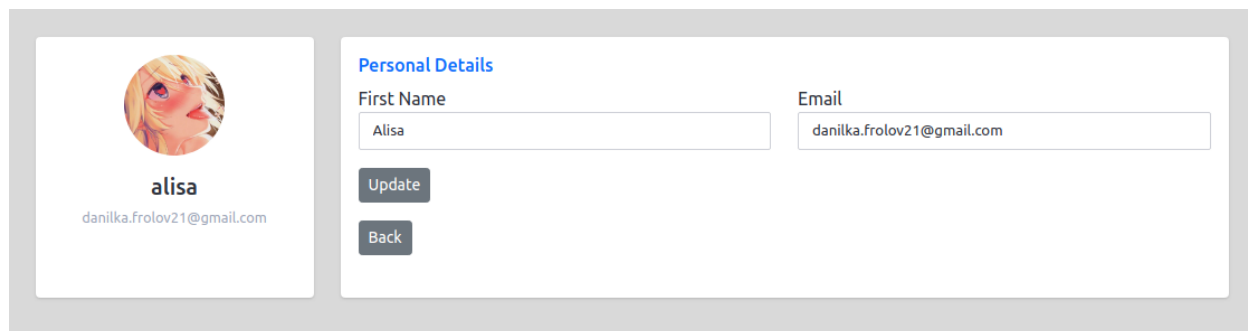 alisa
danilka.frolov21@gmail.com
Personal Details
First Name
Alisa
Email
danilka.frolov21@gmail.com
Update
Back